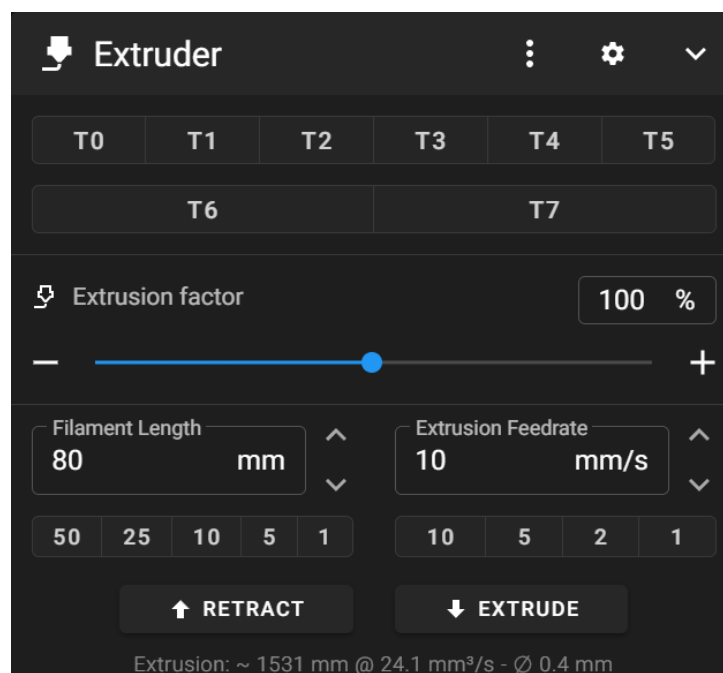 Extruder
T0 T1 T2 T3 T4 T5
T6 T7
Extrusion factor 100 %
Filament Length Extrusion Feedrate
80 mm 10 mm/s
50 25 10 5 1 10 5 2 1
RETRACT EXTRUDE
Extrusion: ~ 1531 mm @ 24.1 mm³/s - ∅ 0.4 mm